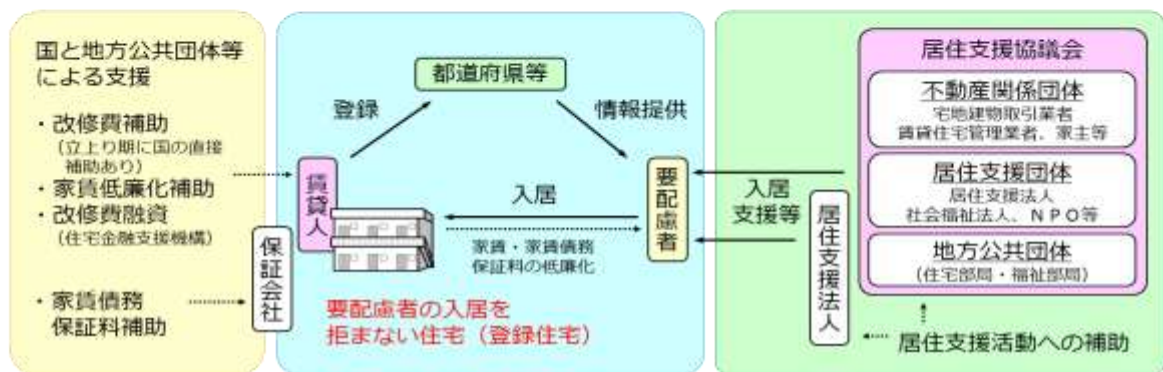 国と地方公共団体等
による支援
・改修費補助
（立上り期に国の直接
補助あり）
・家賃低廉化補助
・改修費融資
（住宅金融支援機構）
・家賃債務
保証料補助
保証会社
都道府県等
登録
情報提供
賃貸人
入居
家賃・家賃債務
保証料の低廉化
要配慮者
要配慮者の入居を
拒まない住宅（登録住宅）
入居
支援等
居住支援法人
居住支援協議会
不動産関係団体
宅地建物取引業者
賃貸住宅管理業者、家主等
居住支援団体
居住支援法人
社会福祉法人、ＮＰＯ等
地方公共団体
（住宅部局・福祉部局）
居住支援活動への補助